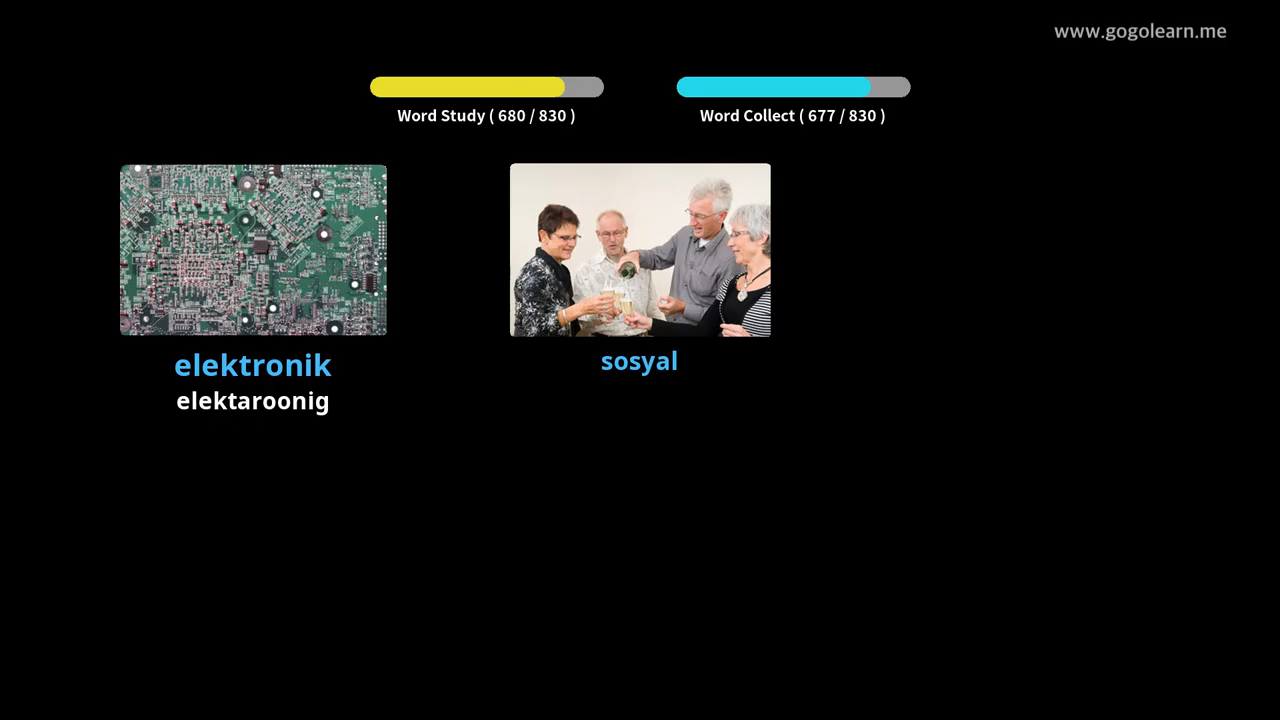 www.gogolearn.me
Word Study ( 680 / 830 )
Word Collect ( 677 / 830 )
elektronik
elektaroonig
sosyal